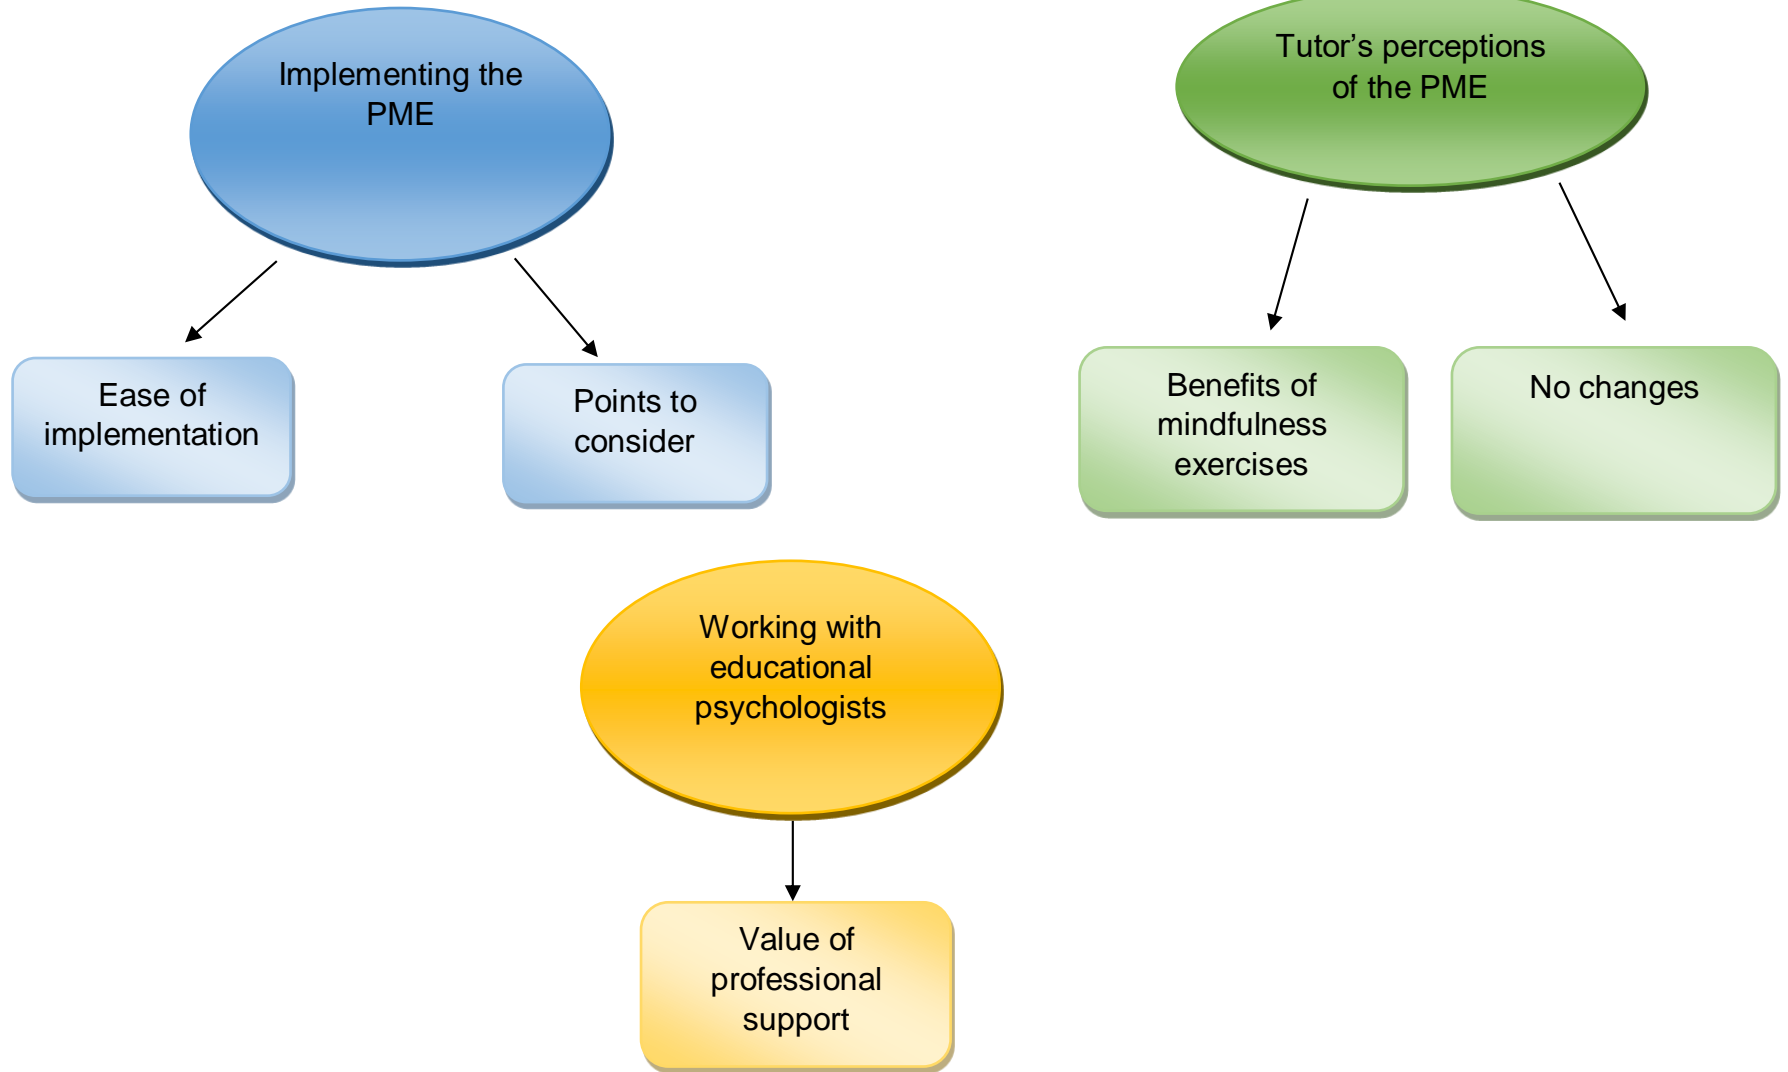 Implementing the
PME
Tutor’s perceptions
of the PME
Ease of
implementation
Points to
consider
Benefits of
mindfulness
exercises
No changes
Working with
educational
psychologists
Value of
professional
support